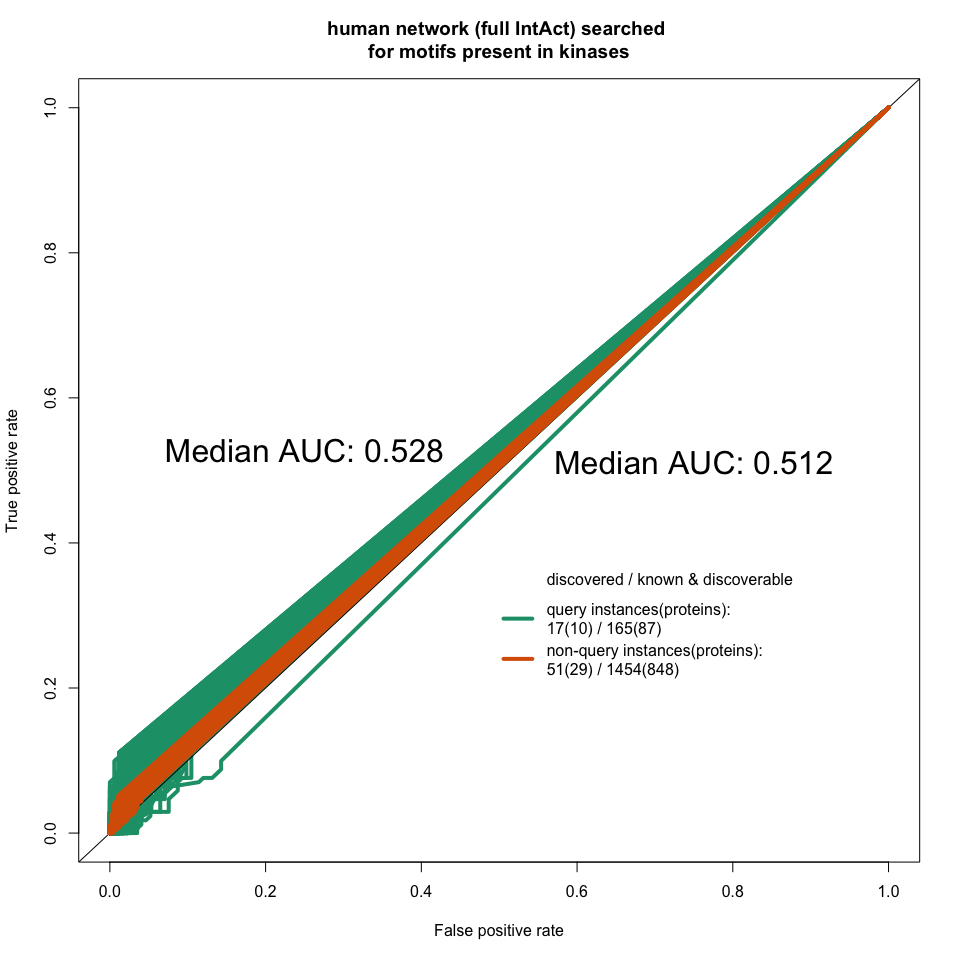 human network (full IntAct) searched
for motifs present in kinases
True positive rate
1.0
0.8
0.6
0.4
0.2
0.0
Median AUC: 0.528
Median AUC: 0.512
discovered / known & discoverable
query instances(proteins):
17(10) / 165(87)
non-query instances(proteins):
51(29) / 1454(848)
0.0 0.2 0.4 0.6 0.8 1.0
False positive rate